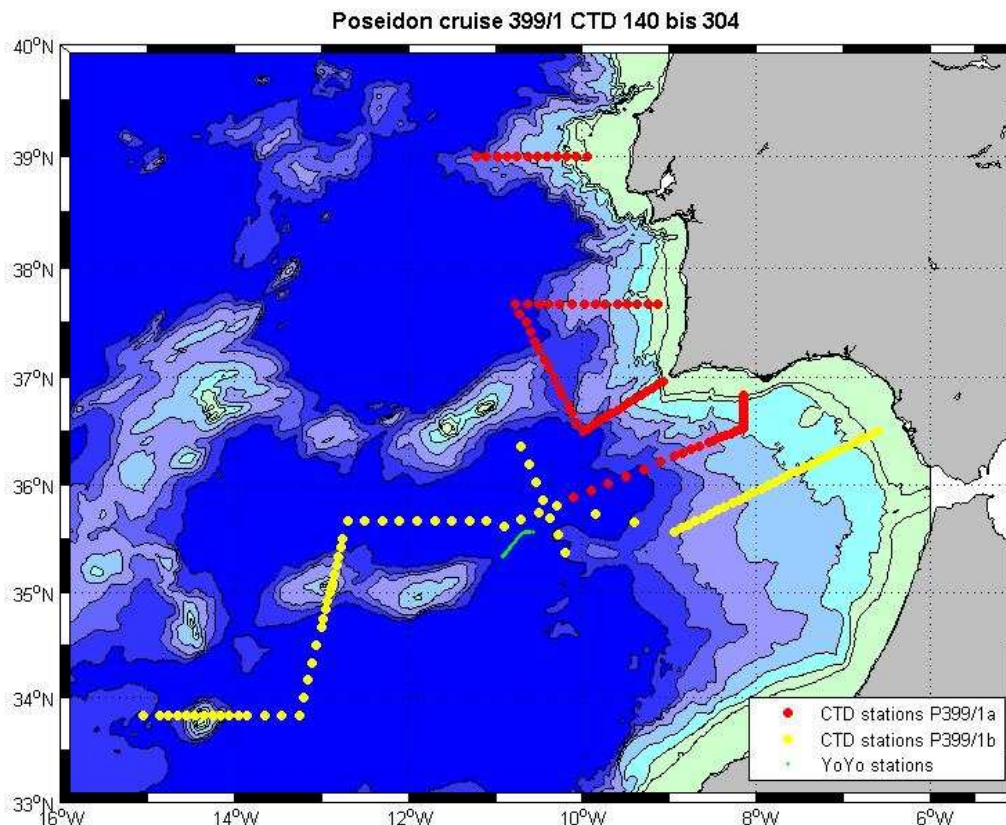 Poseidon cruise 399/1 CTD 140 bis 304
40°N
39°N
38°N
37°N
36°N
35°N
34°N
33°N
16°W 14°W 12°W 10°W 8°W 6°W
CTD stations P399/1a
CTD stations P399/1b
YoYo stations